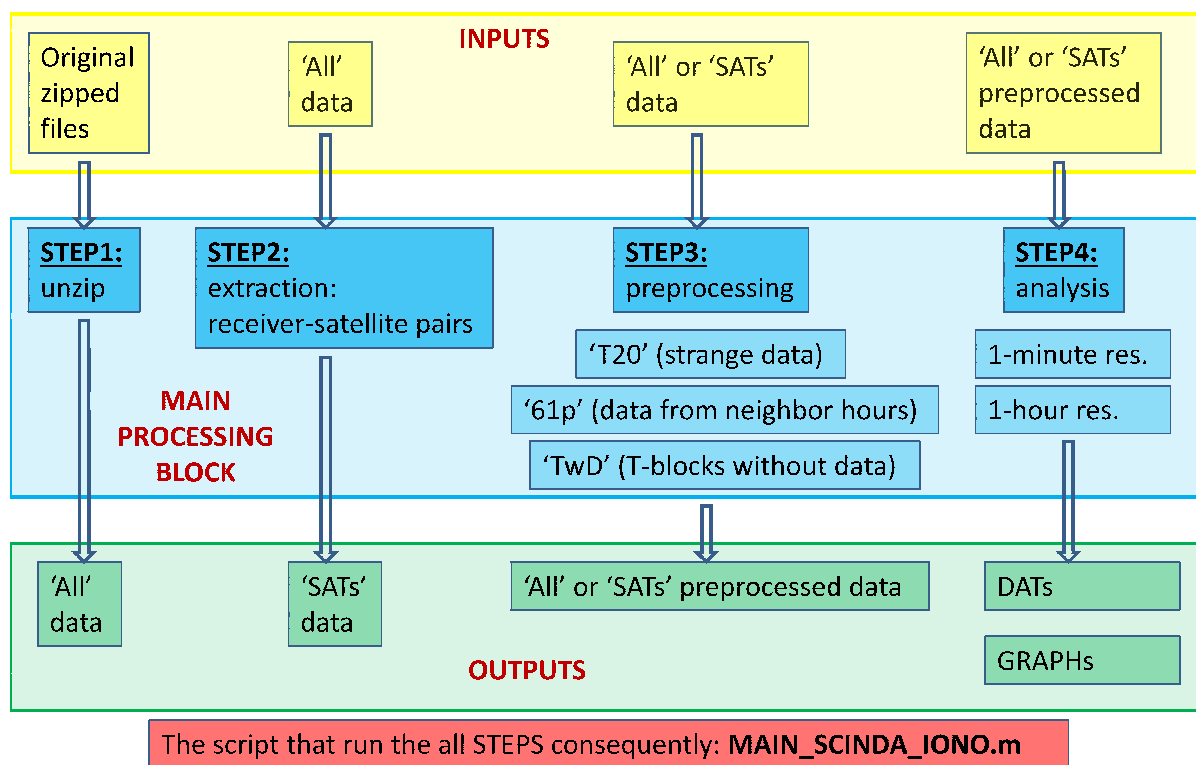 INPUTS
Original
zipped
files
‘All’
data
‘All’ or ‘SATs’
data
‘All’ or ‘SATs’
preprocessed
data
STEP1:
unzip
STEP2:
extraction:
receiver-satellite pairs
STEP3:
preprocessing
‘T20’ (strange data)
‘61p’ (data from neighbor hours)
‘TwD’ (T-blocks without data)
STEP4:
analysis
1-minute res.
1-hour res.
MAIN
PROCESSING
BLOCK
‘All’
data
‘SATs’
data
‘All’ or ‘SATs’ preprocessed data
DATs
GRAPHs
OUTPUTS
The script that run the all STEPS consequently: MAIN_SCINDA_IONO.m